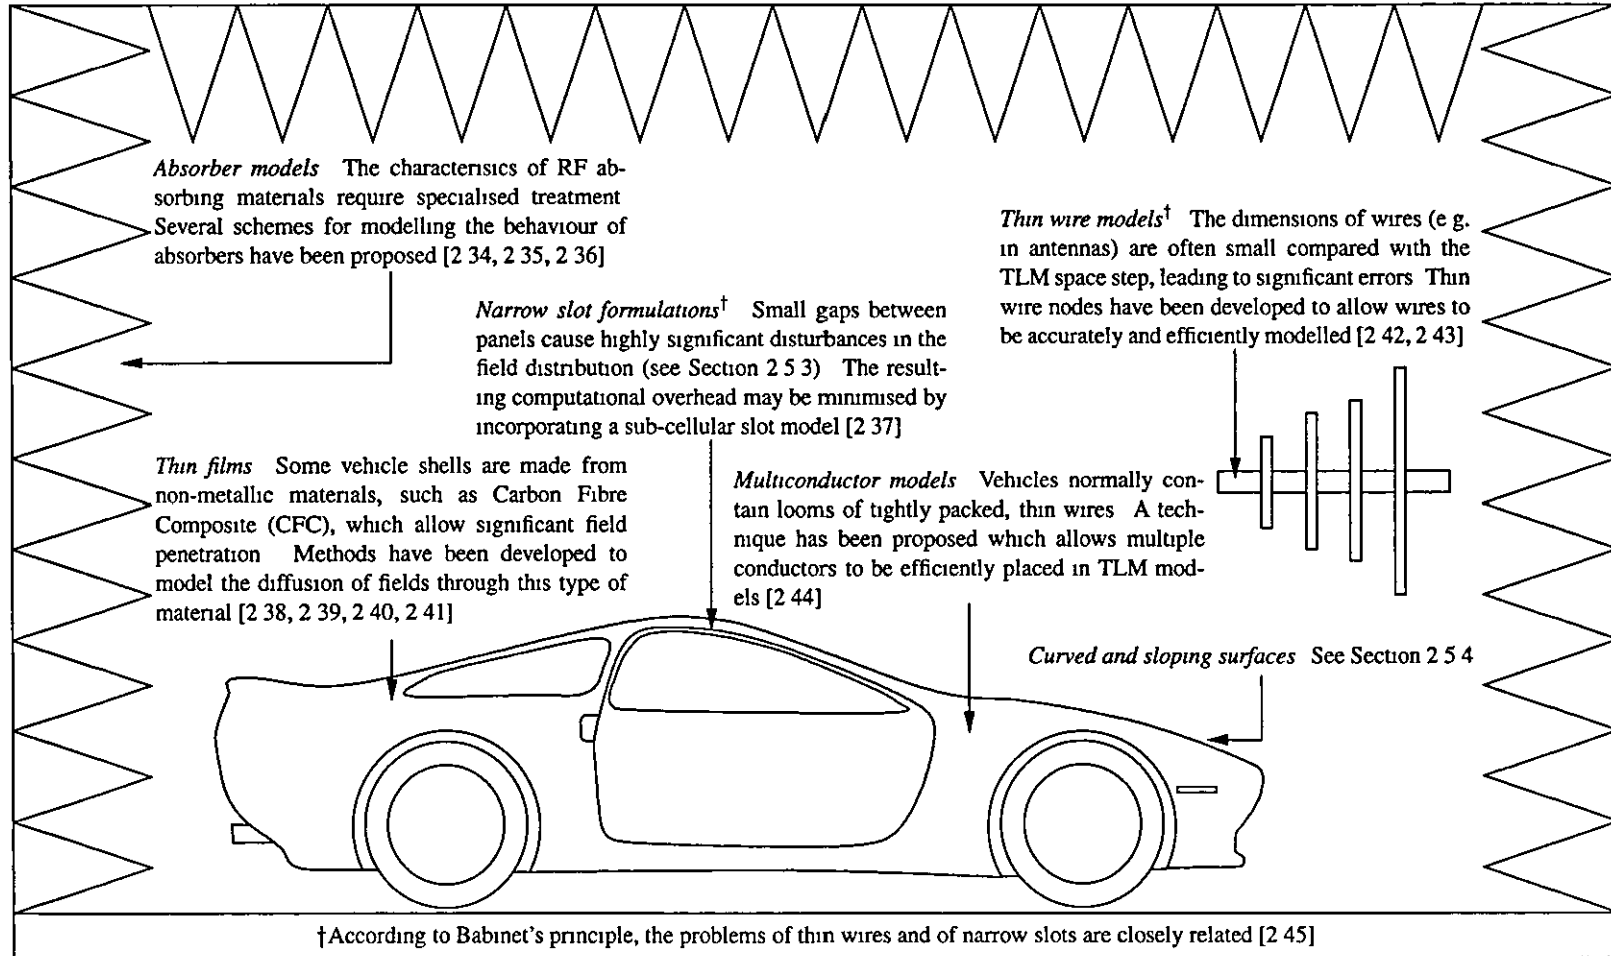 Absorber models The characterisics of RF ab-
sorbing materials require specialised treatment
Several schemes for modelling the behaviour of
absorbers have been proposed [2 34, 2 35, 2 36]
Thin wire models† The dimensions of wires (e g.
in antennas) are often small compared with the
TLM space step, leading to significant errors Thin
wire nodes have been developed to allow wires to
be accurately and efficiently modelled [2 42, 2 43]
Narrow slot formulations† Small gaps between
panels cause highly significant disturbances in the
field distribution (see Section 2 5 3) The result-
ing computational overhead may be minimised by
incorporating a sub-cellular slot model [2 37]
Thin films Some vehicle shells are made from
non-metallic materials, such as Carbon Fibre
Composite (CFC), which allow significant field
penetration Methods have been developed to
model the diffusion of fields through this type of
material [2 38, 2 39, 2 40, 2 41]
Multiconductor models Vehicles normally con-
tain looms of tightly packed, thin wires A tech-
nique has been proposed which allows multiple
conductors to be efficiently placed in TLM mod-
els [2 44]
Curved and sloping surfaces See Section 2 5 4
†According to Babinet's principle, the problems of thin wires and of narrow slots are closely related [2 45]